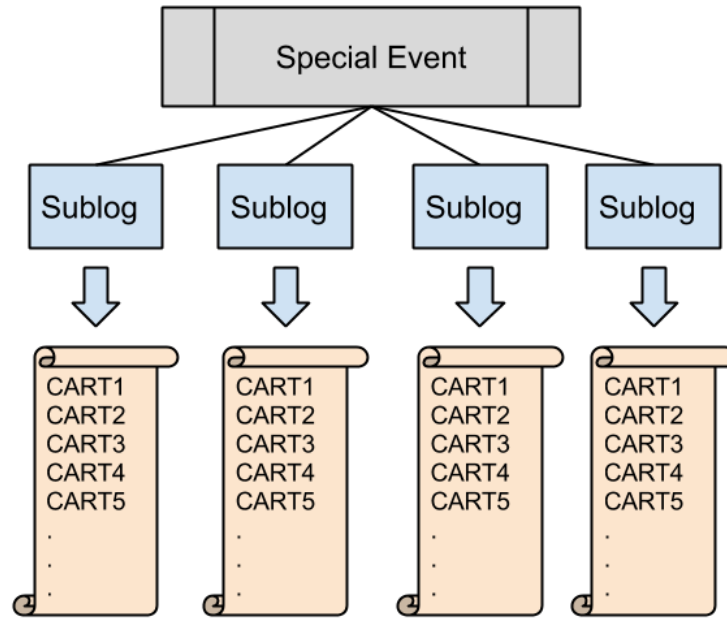 Special Event
Sublog
Sublog
Sublog
Sublog
CART1
CART2
CART3
CART4
CART5
.
.
.
CART1
CART2
CART3
CART4
CART5
.
.
.
CART1
CART2
CART3
CART4
CART5
.
.
.
CART1
CART2
CART3
CART4
CART5
.
.
.